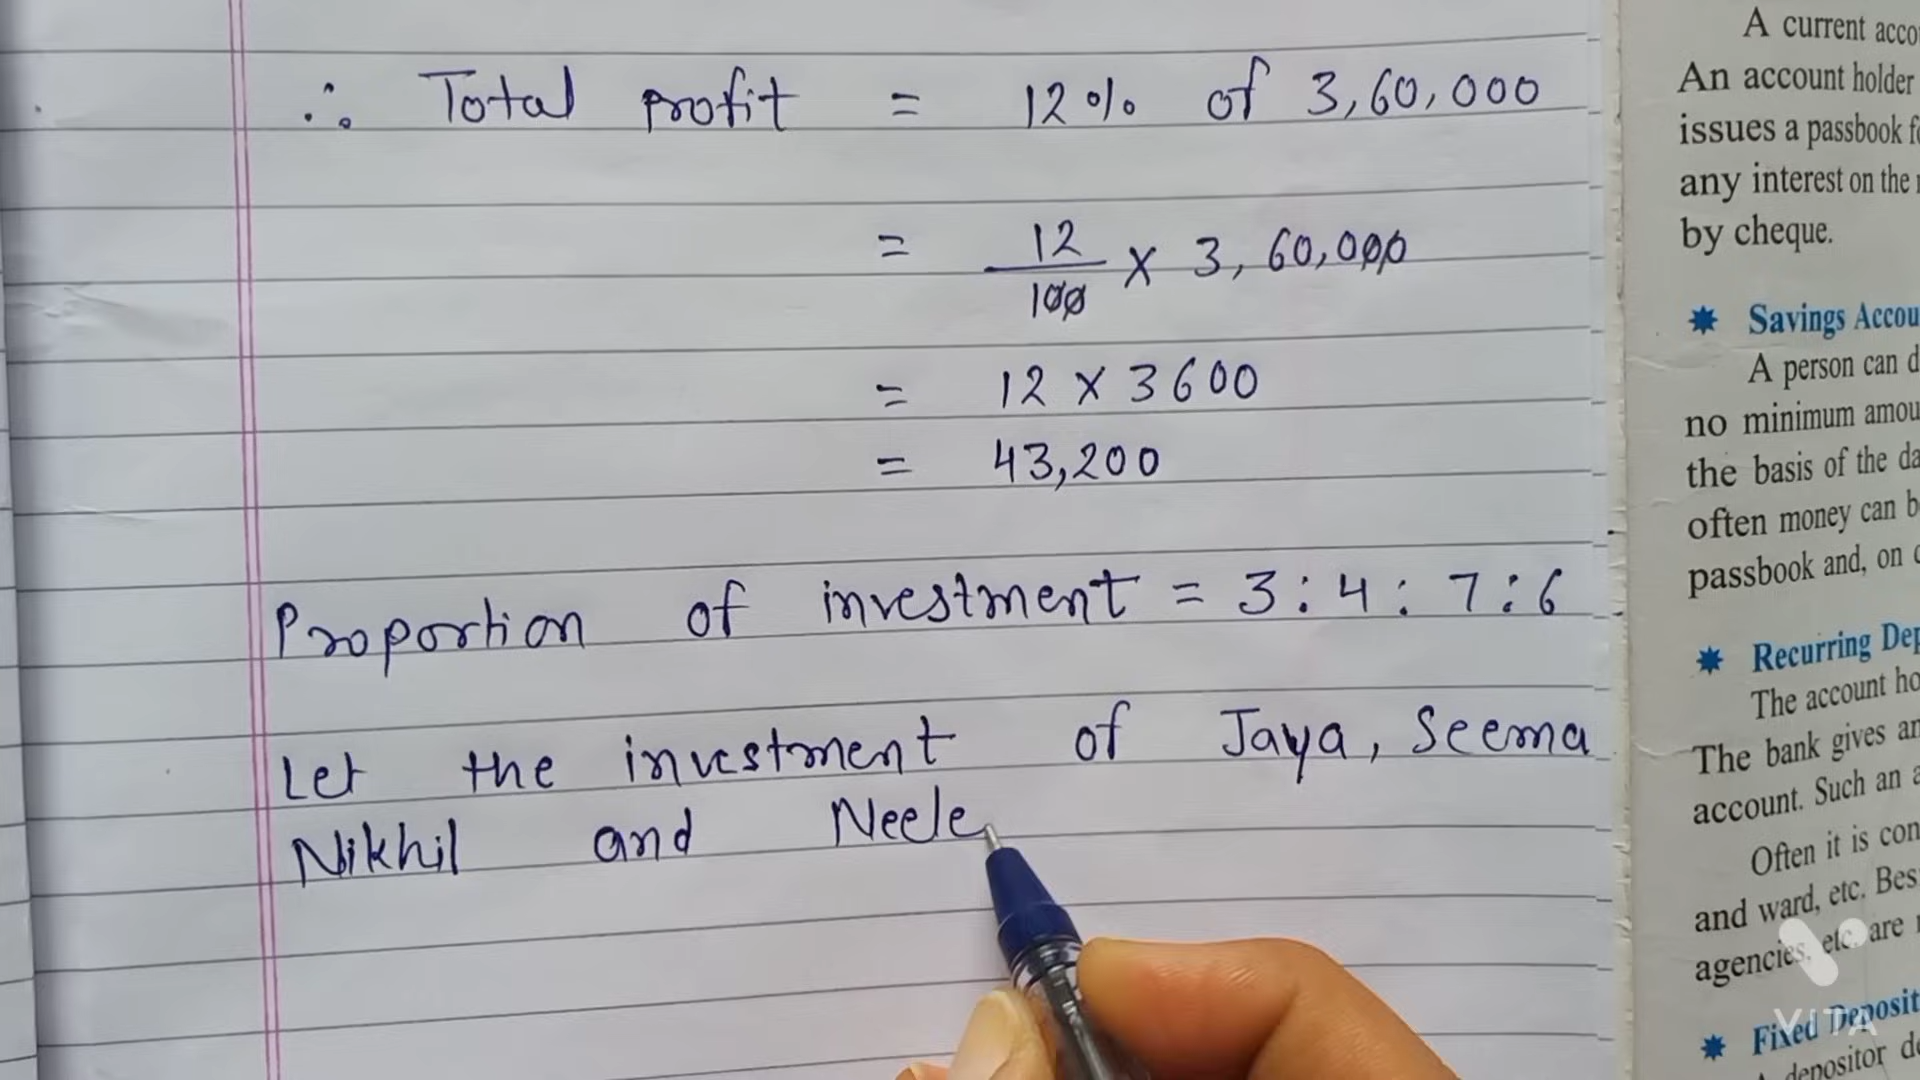 ∴ Total profit = 12% of 3,60,000
= 12/100 × 3,60,000
= 12 × 3600
= 43,200
Proportion of investment = 3 : 4 : 7 : 6
Let the investment of Jaya, Seema
Nikhil and Neele
A current acco
An account holder
issues a passbook f
any interest on the
by cheque.
✷ Savings Accou
A person can d
no minimum amou
the basis of the da
often money can b
passbook and, on c
✷ Recurring Dep
The account ho
The bank gives an
account. Such an a
Often it is con
and ward, etc. Bes
agencies, etc. are
✷ Fixed Deposit
depositor de
VITA